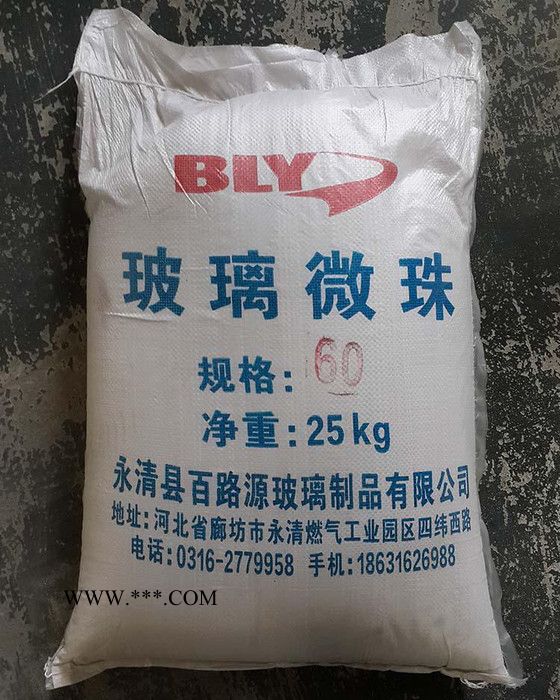 BLY
玻璃微珠
规格: 60
净重: 25kg
永清县百路源玻璃制品有限公司
地址: 河北省廊坊市永清燃气工业园区四纬西路
电话: 0316-2779958 手机: 18631626988
WWW.***.COM